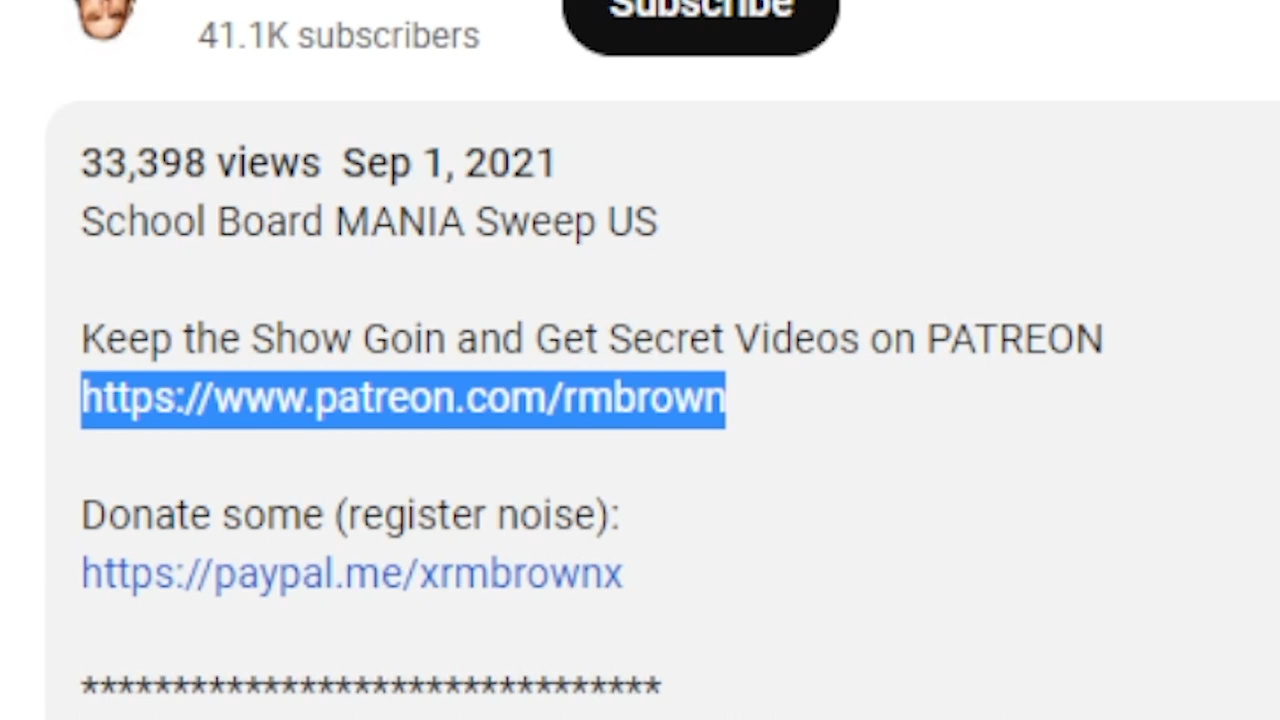 Subscribe
41.1K subscribers
33,398 views Sep 1, 2021
School Board MANIA Sweep US
Keep the Show Goin and Get Secret Videos on PATREON
https://www.patreon.com/rmbrown
Donate some (register noise):
https://paypal.me/xrmbrownx
********************************